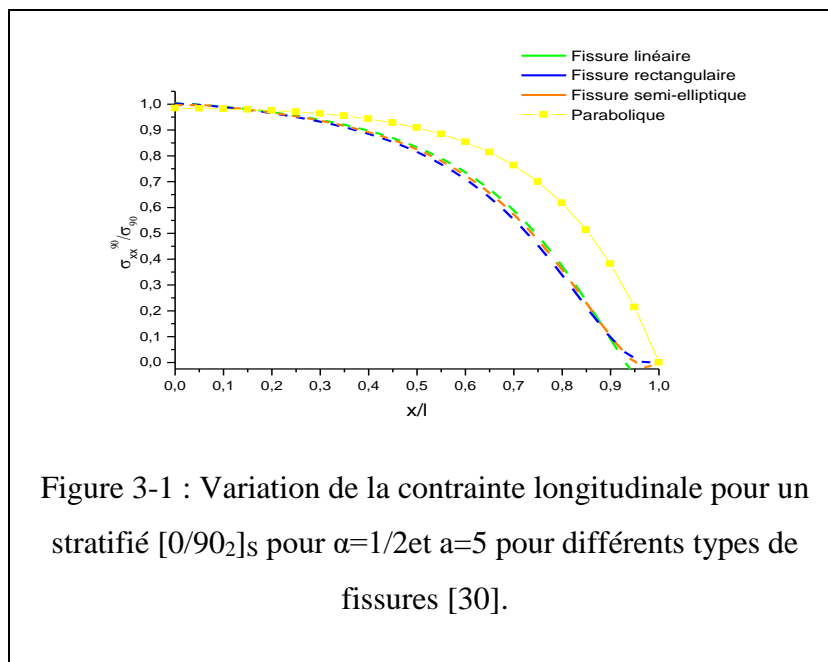 Fissure linéaire
Fissure rectangulaire
Fissure semi-elliptique
Parabolique
1,0
0,9
0,8
0,7
0,6
0,5
0,4
0,3
0,2
0,1
0,0
σxx⁹⁰/σ90
0,0 0,1 0,2 0,3 0,4 0,5 0,6 0,7 0,8 0,9 1,0
x/l
Figure 3-1 : Variation de la contrainte longitudinale pour un
stratifié [0/90₂]s pour α=1/2et a=5 pour différents types de
fissures [30].